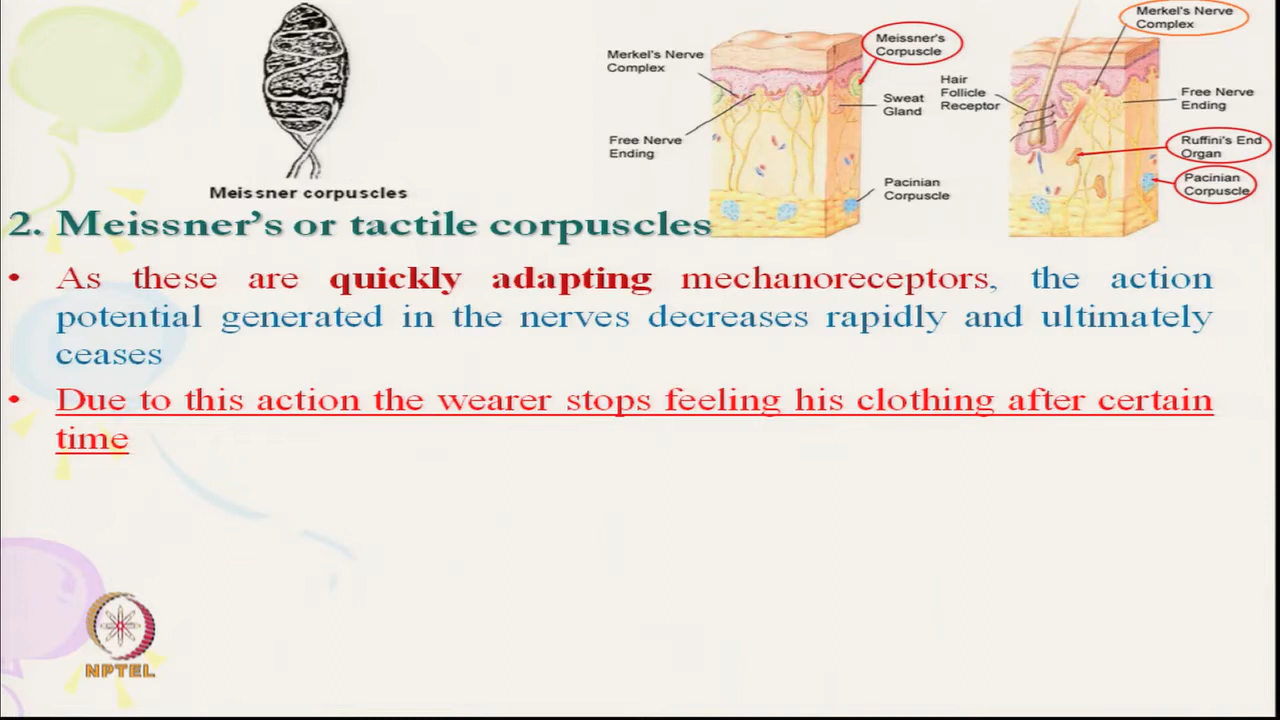 Meissner corpuscles
Merkel's Nerve
Complex
Free Nerve
Ending
Meissner's
Corpuscle
Sweat
Gland
Pacinian
Corpuscle
Hair
Follicle
Receptor
Merkel's Nerve
Complex
Free Nerve
Ending
Ruffini's End
Organ
Pacinian
Corpuscle
2. Meissner's or tactile corpuscles
• As these are quickly adapting mechanoreceptors, the action
potential generated in the nerves decreases rapidly and ultimately
ceases
• Due to this action the wearer stops feeling his clothing after certain
time
NPTEL